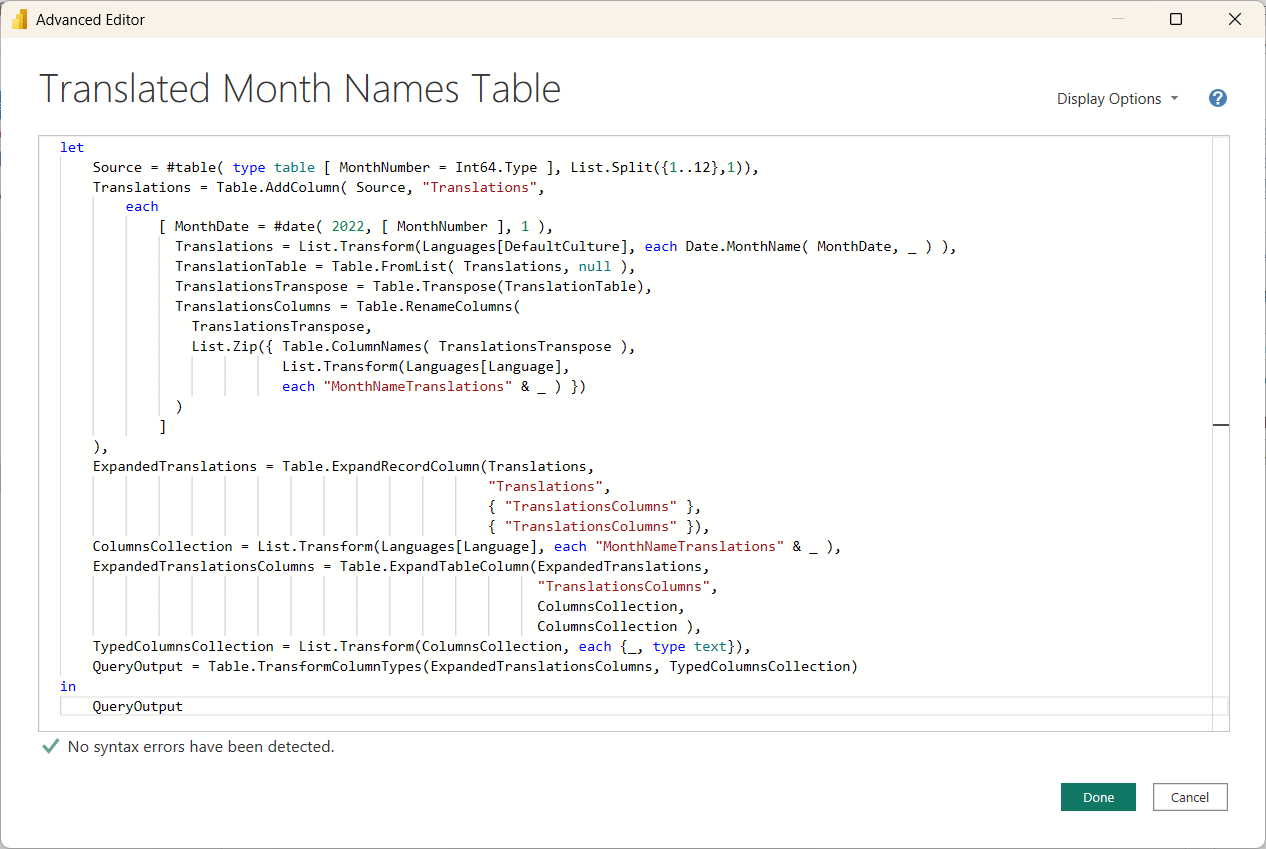 Advanced Editor
Translated Month Names Table
Display Options
?
let
Source = #table( type table [ MonthNumber = Int64.Type ], List.Split({1..12},1)),
Translations = Table.AddColumn( Source, "Translations",
each
[ MonthDate = #date( 2022, [ MonthNumber ], 1 ),
Translations = List.Transform(Languages[DefaultCulture], each Date.MonthName( MonthDate, _ ) ),
TranslationTable = Table.FromList( Translations, null ),
TranslationsTranspose = Table.Transpose(TranslationTable),
TranslationsColumns = Table.RenameColumns(
TranslationsTranspose,
List.Zip({ Table.ColumnNames( TranslationsTranspose ),
List.Transform(Languages[Language],
each "MonthNameTranslations" & _ ) })
)
]
),
ExpandedTranslations = Table.ExpandRecordColumn(Translations,
"Translations",
{ "TranslationsColumns" },
{ "TranslationsColumns" }),
ColumnsCollection = List.Transform(Languages[Language], each "MonthNameTranslations" & _ ),
ExpandedTranslationsColumns = Table.ExpandTableColumn(ExpandedTranslations,
"TranslationsColumns",
ColumnsCollection,
ColumnsCollection ),
TypedColumnsCollection = List.Transform(ColumnsCollection, each {_, type text}),
QueryOutput = Table.TransformColumnTypes(ExpandedTranslationsColumns, TypedColumnsCollection)
in
QueryOutput
No syntax errors have been detected.
Done
Cancel